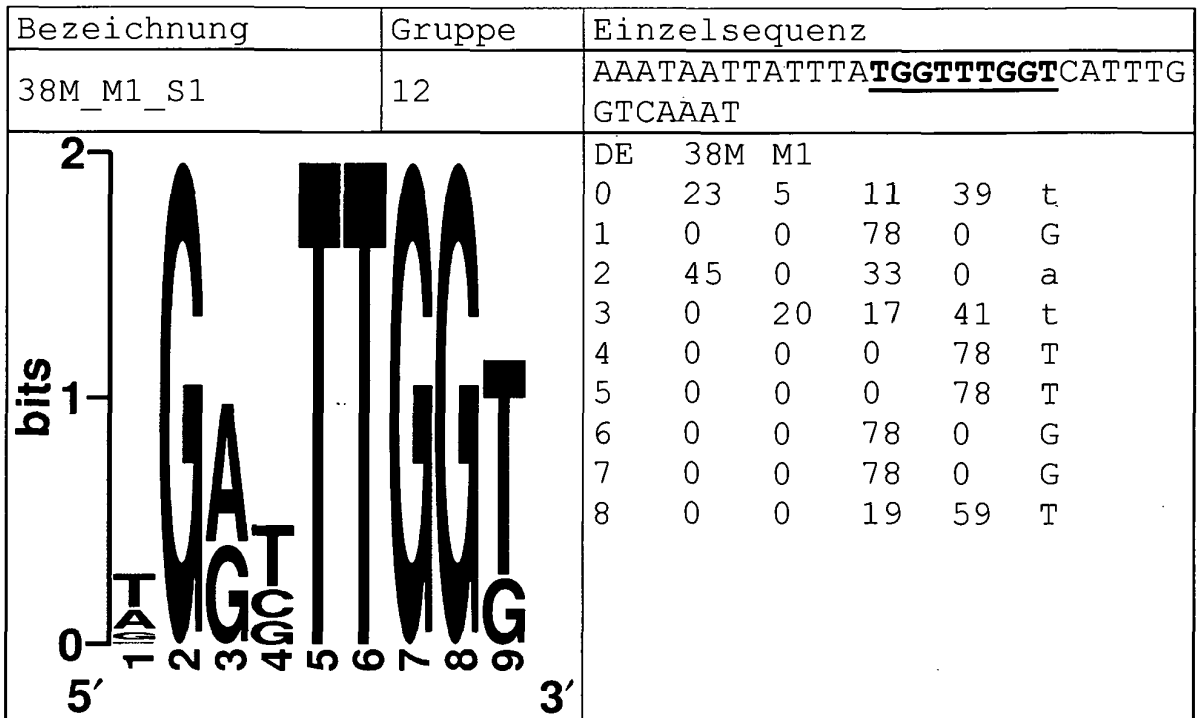 Bezeichnung Gruppe Einzelsequenz
38M_M1_S1 12 AAATAATTATTTATGGTTTGGTCATTTG
GTCAAAT
2
bits
1
0
T
A
G
G
A
G
T
C
G
T
T
G
G
T
G
1 2 3 4 5 6 7 8 9
5′ 3′
DE 38M M1
0 23 5 11 39 t
1 0 0 78 0 G
2 45 0 33 0 a
3 0 20 17 41 t
4 0 0 0 78 T
5 0 0 0 78 T
6 0 0 78 0 G
7 0 0 78 0 G
8 0 0 19 59 T